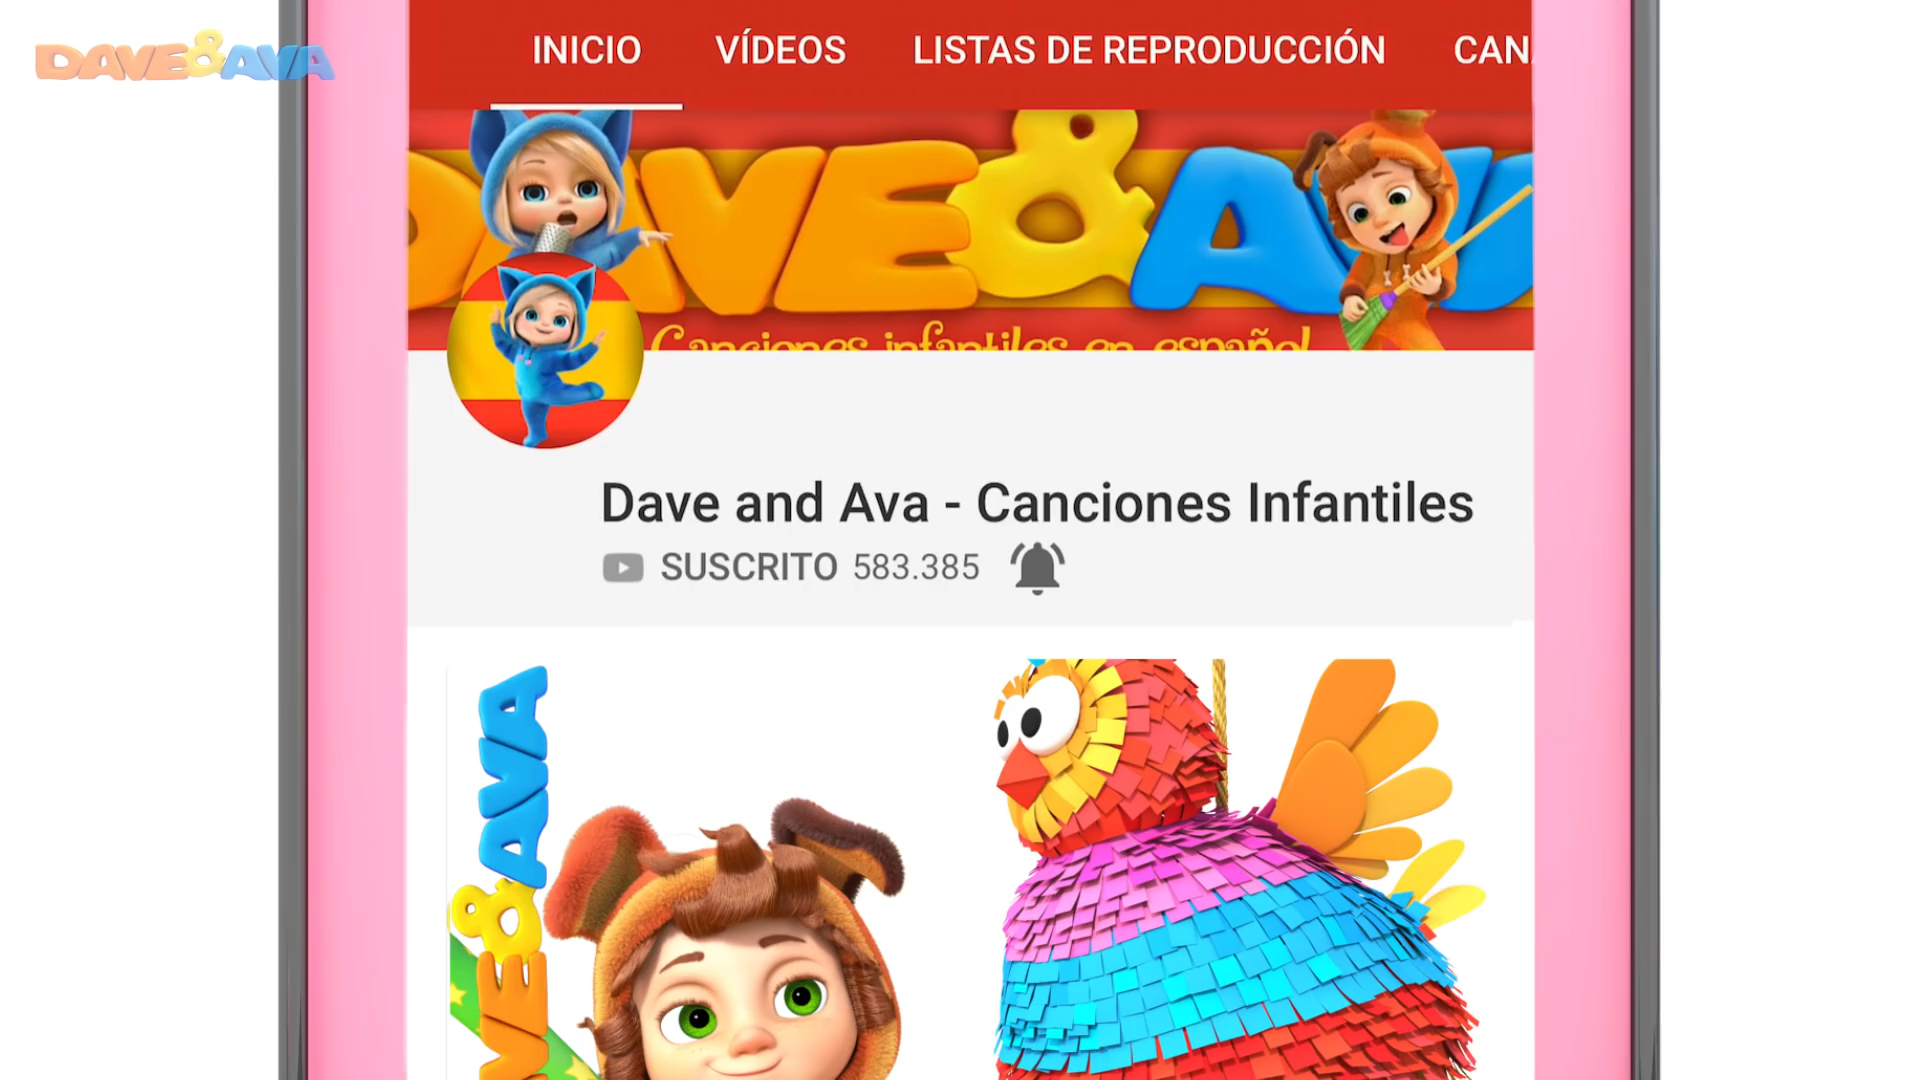 DAVE&AVA
INICIO VÍDEOS LISTAS DE REPRODUCCIÓN
DAVE&AVA
Canciones infantiles en español
Dave and Ava - Canciones Infantiles
SUSCRITO 583.385
DAVE&AVA